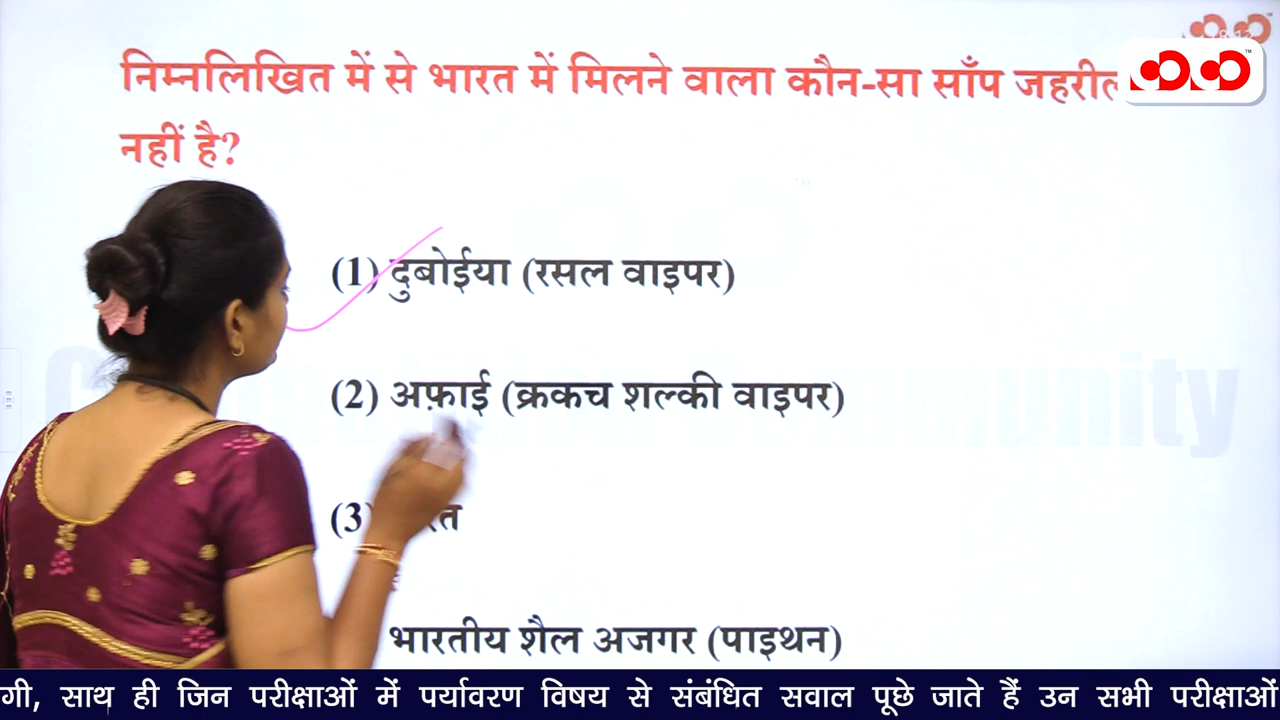 निम्नलिखित में से भारत में मिलने वाला कौन-सा साँप
नहीं है?
(1) दुबोईया (रसल वाइपर)
(2) अफ़ाई (क्रकच शल्की वाइपर)
(3)
भारतीय शैल अजगर (पाइथन)
साथ ही जिन परीक्षाओं में पर्यावरण विषय से संबंधित सवाल पूछे जाते हैं उन सभी परीक्षाओं